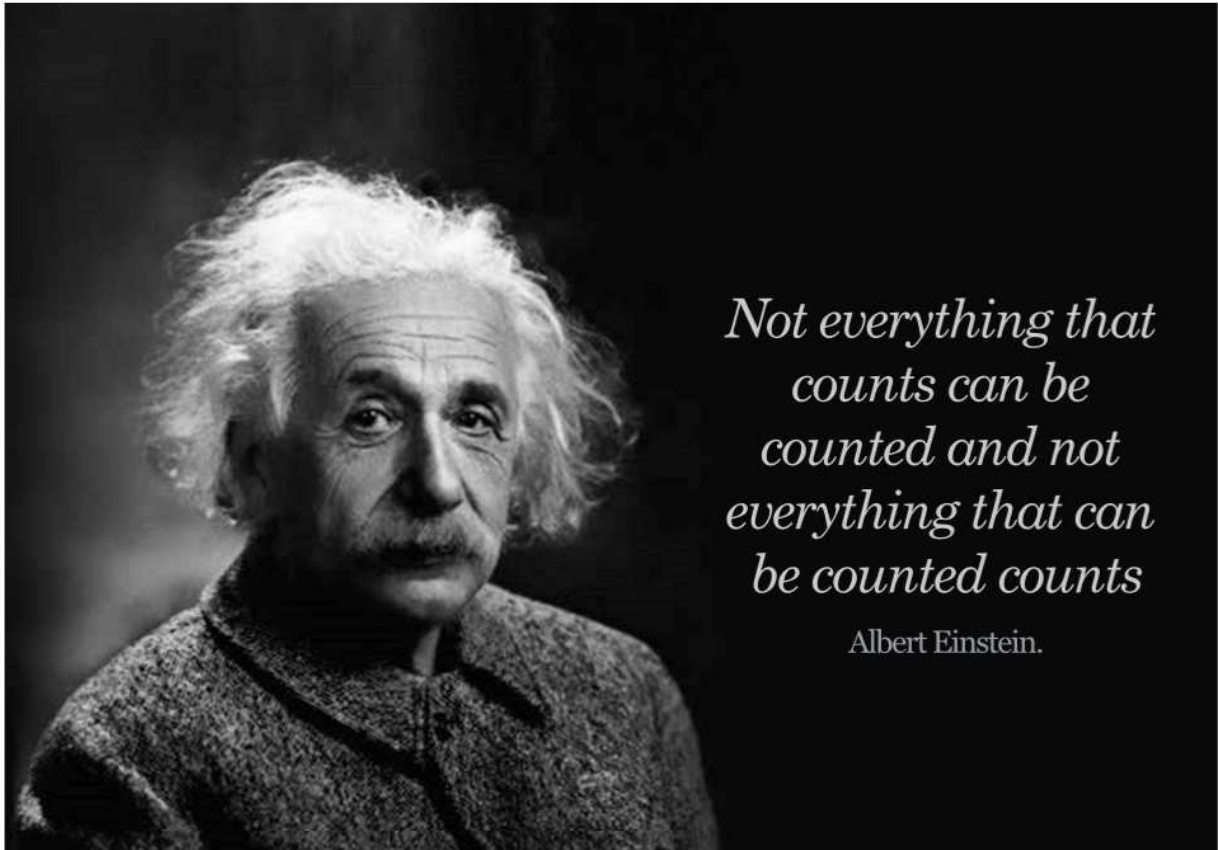 Not everything that
counts can be
counted and not
everything that can
be counted counts
Albert Einstein.